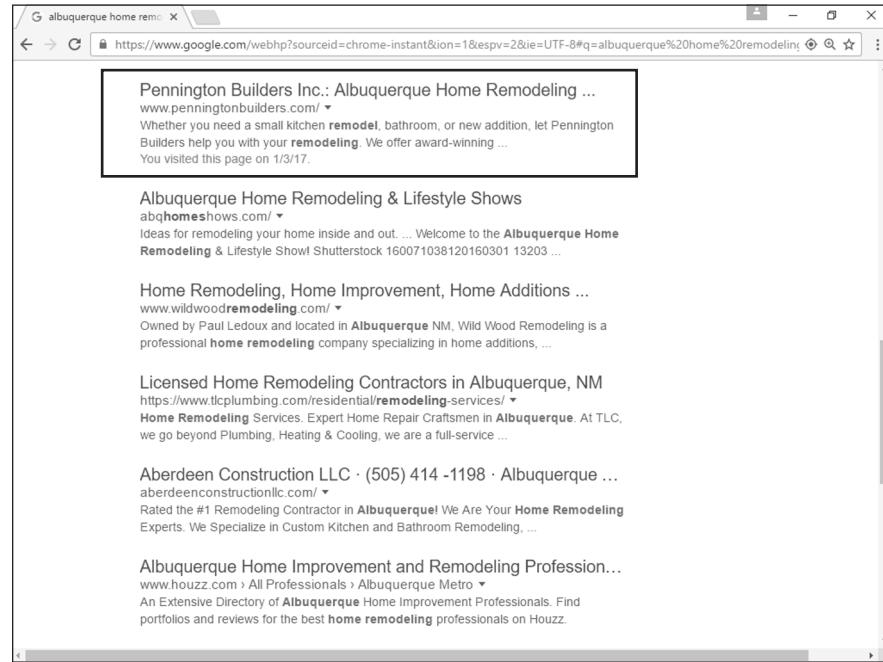 albuquerque home remo
https://www.google.com/webhp?sourceid=chrome-instant&ion=1&espv=2&ie=UTF-8#q=albuquerque%20home%20remodeling
Pennington Builders Inc.: Albuquerque Home Remodeling ...
www.penningtonbuilders.com/
Whether you need a small kitchen remodel, bathroom, or new addition, let Pennington
Builders help you with your remodeling. We offer award-winning ...
You visited this page on 1/3/17.
Albuquerque Home Remodeling & Lifestyle Shows
abqhomeshows.com/
Ideas for remodeling your home inside and out. ... Welcome to the Albuquerque Home
Remodeling & Lifestyle Show! Shutterstock 160071038120160301 13203 ...
Home Remodeling, Home Improvement, Home Additions ...
www.wildwoodremodeling.com/
Owned by Paul Ledoux and located in Albuquerque NM, Wild Wood Remodeling is a
professional home remodeling company specializing in home additions, ...
Licensed Home Remodeling Contractors in Albuquerque, NM
https://www.tlcplumbing.com/residential/remodeling-services/
Home Remodeling Services. Expert Home Repair Craftsmen in Albuquerque. At TLC,
we go beyond Plumbing, Heating & Cooling, we are a full-service ...
Aberdeen Construction LLC · (505) 414 -1198 · Albuquerque ...
aberdeenconstructionllc.com/
Rated the #1 Remodeling Contractor in Albuquerque! We Are Your Home Remodeling
Experts. We Specialize in Custom Kitchen and Bathroom Remodeling, ...
Albuquerque Home Improvement and Remodeling Profession...
www.houzz.com › All Professionals › Albuquerque Metro
An Extensive Directory of Albuquerque Home Improvement Professionals. Find
portfolios and reviews for the best home remodeling professionals on Houzz.